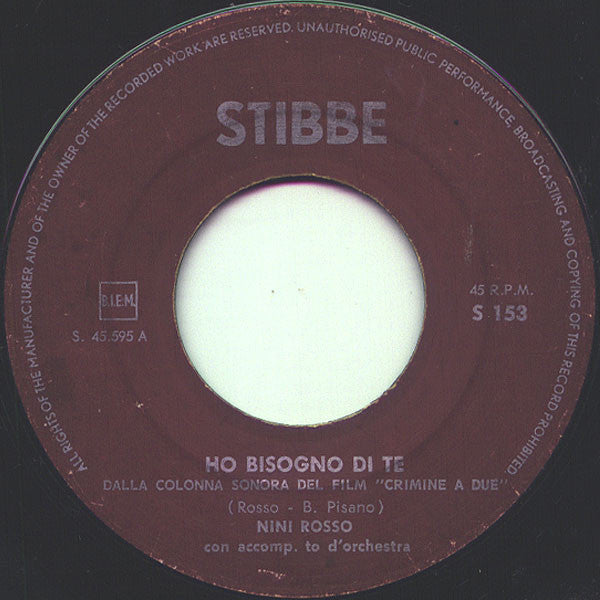 ALL RIGHTS OF THE MANUFACTURER AND OF THE OWNER OF THE RECORDED WORK ARE RESERVED. UNAUTHORISED PUBLIC PERFORMANCE, BROADCASTING AND COPYING OF THIS RECORD PROHIBITED
STIBBE
B.I.E.M.
S. 45.595 A
45 R.P.M.
S 153
HO BISOGNO DI TE
DALLA COLONNA SONORA DEL FILM "CRIMINE A DUE"
(Rosso - B. Pisano)
NINI ROSSO
con accomp. to d'orchestra